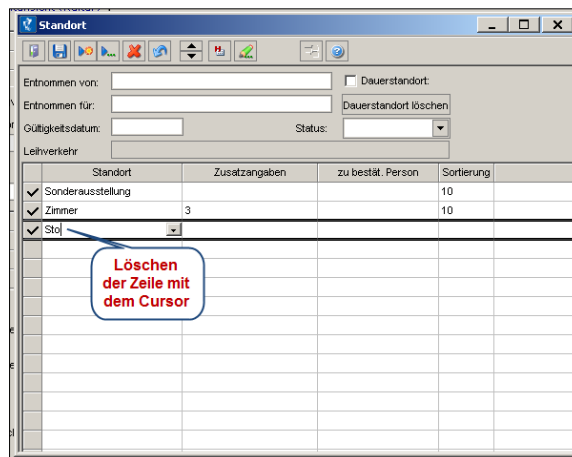 Standort
Entnommen von:
Dauerstandort:
Entnommen für:
Dauerstandort löschen
Gültigkeitsdatum:
Status:
Leihverkehr
Standort Zusatzangaben zu bestät. Person Sortierung
Sonderausstellung 10
Zimmer 3 10
Sto
Löschen
der Zeile mit
dem Cursor